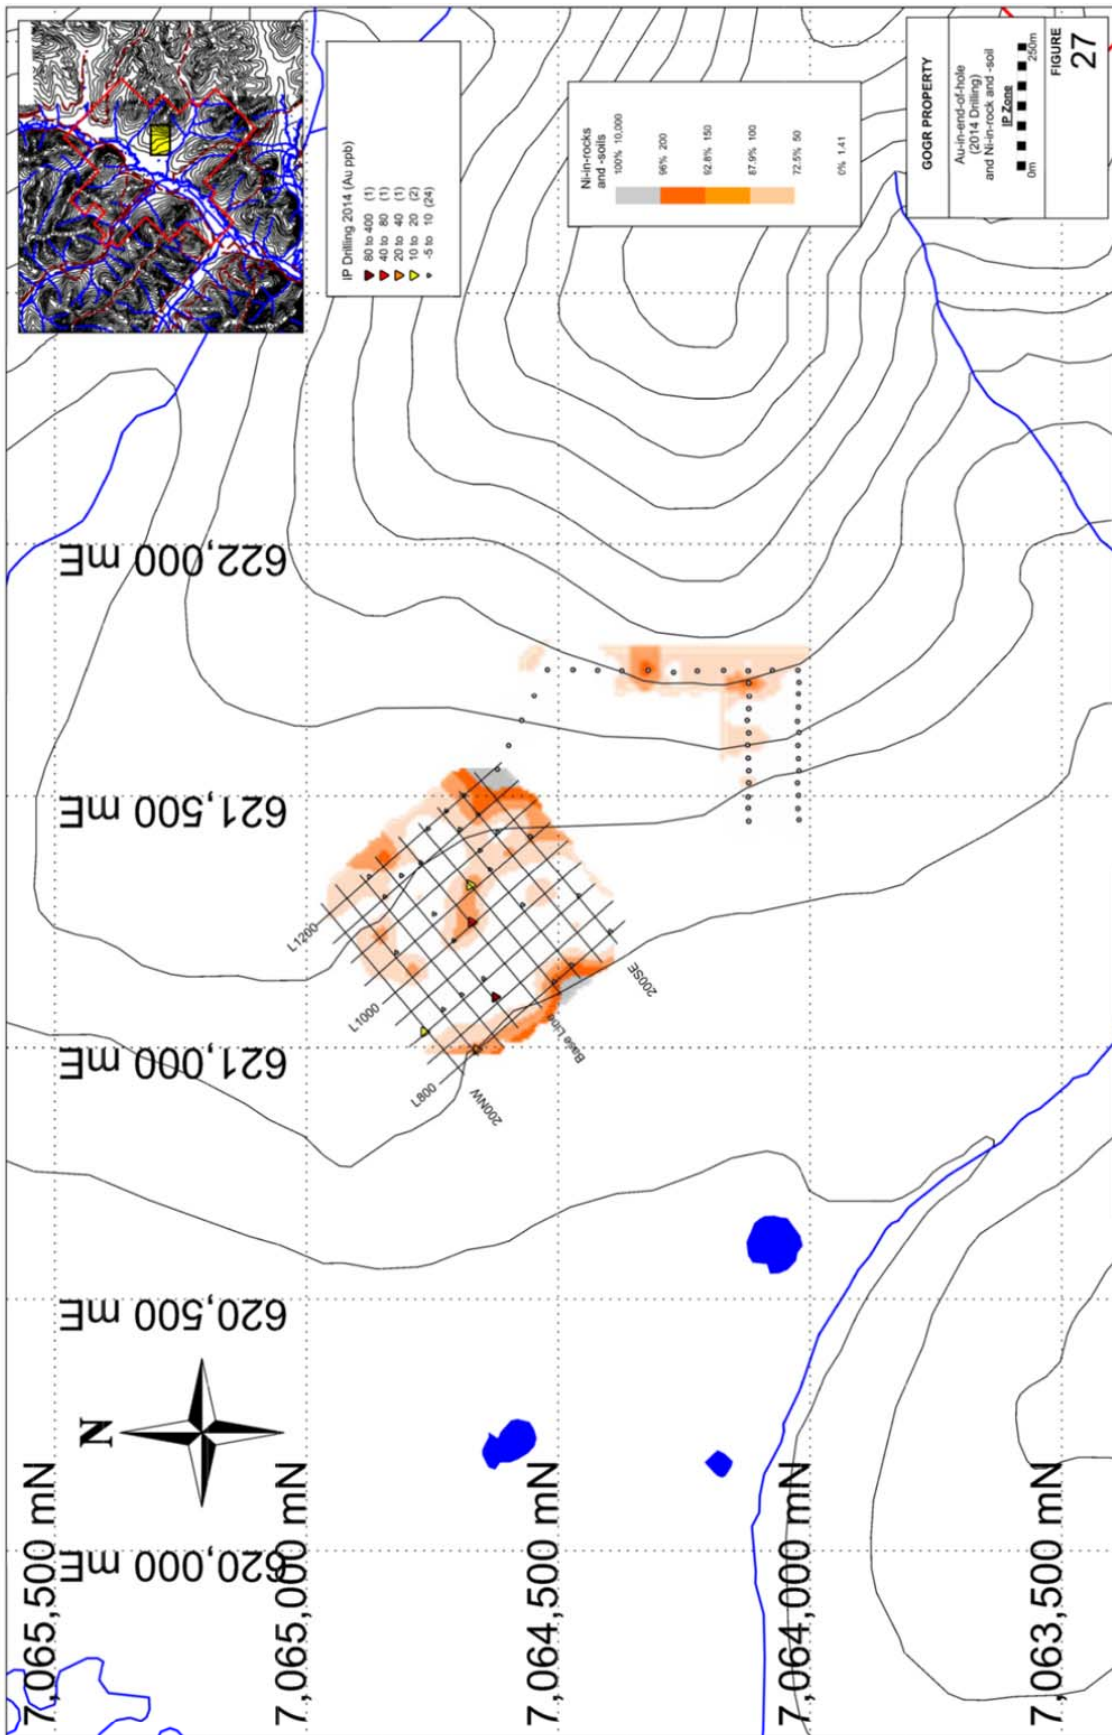 IP Drilling 2014 (Au ppb)
80 to 400 (1)
40 to 80 (1)
20 to 40 (1)
10 to 20 (2)
-5 to 10 (24)
Ni-in-rocks
and -soils
100% 10,000
96% 200
92.8% 150
87.9% 100
72.5% 50
0% 1.41
GOGR PROPERTY
Au-in-end-of-hole
(2014 Drilling)
and Ni-in-rock and -soil
IP Zone
0m 250m
FIGURE
27
622,000 mE
621,500 mE
621,000 mE
620,500 mE
620,000 mE
L1200
L1000
L800
200NW
Base Line
200SE
N
7,065,500 mN
7,065,000 mN
7,064,500 mN
7,064,000 mN
7,063,500 mN